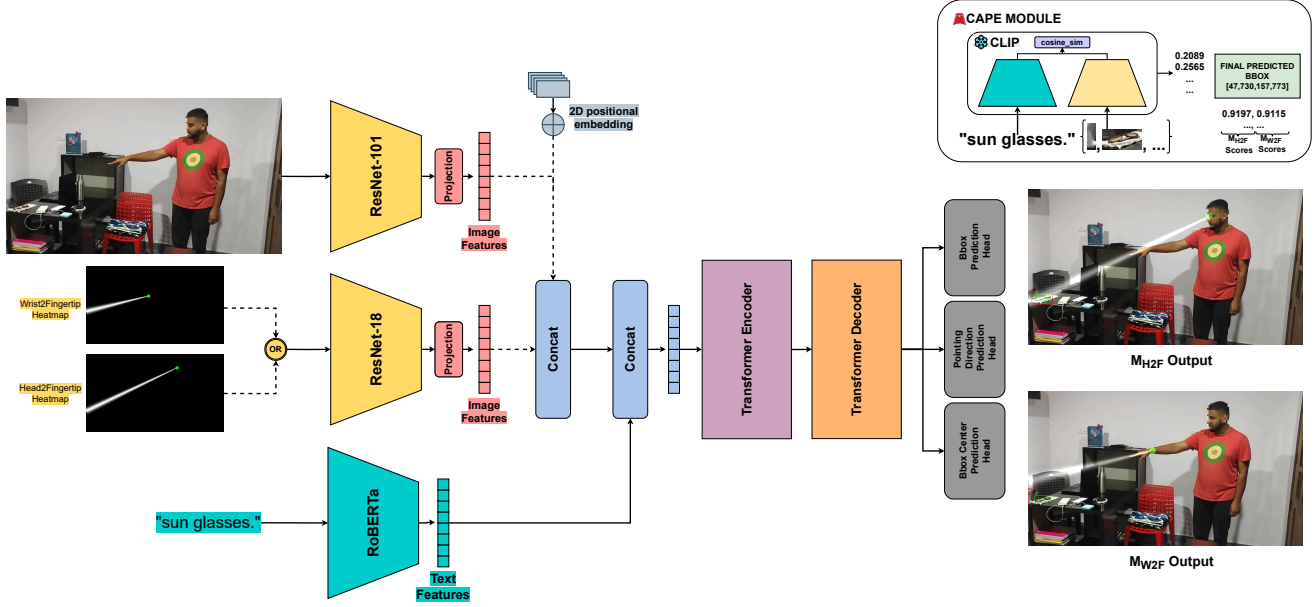 CAPE MODULE
CLIP
cosine_sim
0.2089
0.2565
...
...
FINAL PREDICTED
BBOX
[47,730,157,773]
"sun glasses."
{ , , ... }
0.9197, 0.9115
..., ...
MH2F
Scores
MW2F
Scores
2D positional
embedding
ResNet-101
Projection
Image
Features
Wrist2Fingertip
Heatmap
Head2Fingertip
Heatmap
OR
ResNet-18
Projection
Image
Features
Concat
Concat
Transformer Encoder
Transformer Decoder
Bbox
Prediction
Head
Pointing
Direction
Prediction
Head
Bbox Center
Prediction
Head
MH2F Output
MW2F Output
"sun glasses."
RoBERTa
Text
Features